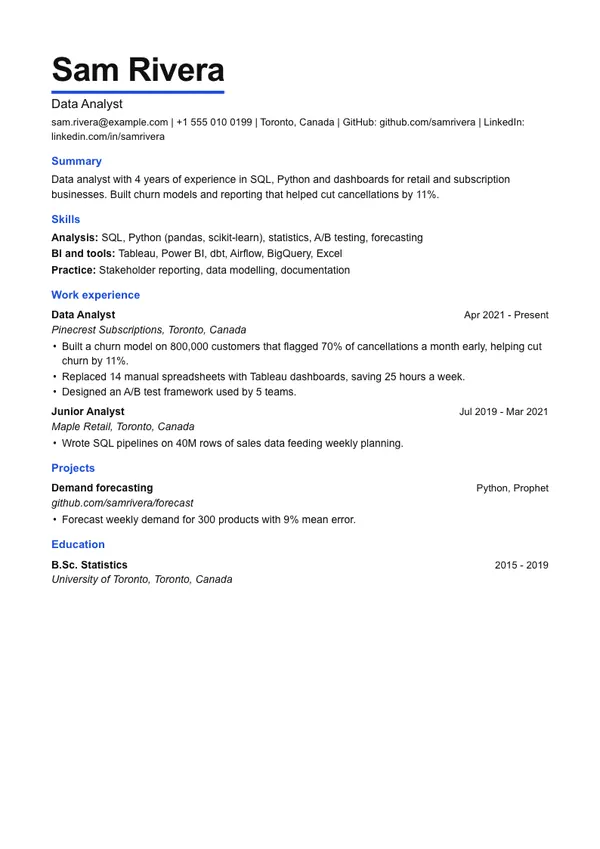 Sam Rivera
Data Analyst
sam.rivera@example.com | +1 555 010 0199 | Toronto, Canada | GitHub: github.com/samrivera | LinkedIn:
linkedin.com/in/samrivera
Summary
Data analyst with 4 years of experience in SQL, Python and dashboards for retail and subscription
businesses. Built churn models and reporting that helped cut cancellations by 11%.
Skills
Analysis: SQL, Python (pandas, scikit-learn), statistics, A/B testing, forecasting
BI and tools: Tableau, Power BI, dbt, Airflow, BigQuery, Excel
Practice: Stakeholder reporting, data modelling, documentation
Work experience
Data Analyst Apr 2021 - Present
Pinecrest Subscriptions, Toronto, Canada
• Built a churn model on 800,000 customers that flagged 70% of cancellations a month early, helping cut
churn by 11%.
• Replaced 14 manual spreadsheets with Tableau dashboards, saving 25 hours a week.
• Designed an A/B test framework used by 5 teams.
Junior Analyst Jul 2019 - Mar 2021
Maple Retail, Toronto, Canada
• Wrote SQL pipelines on 40M rows of sales data feeding weekly planning.
Projects
Demand forecasting Python, Prophet
github.com/samrivera/forecast
• Forecast weekly demand for 300 products with 9% mean error.
Education
B.Sc. Statistics 2015 - 2019
University of Toronto, Toronto, Canada